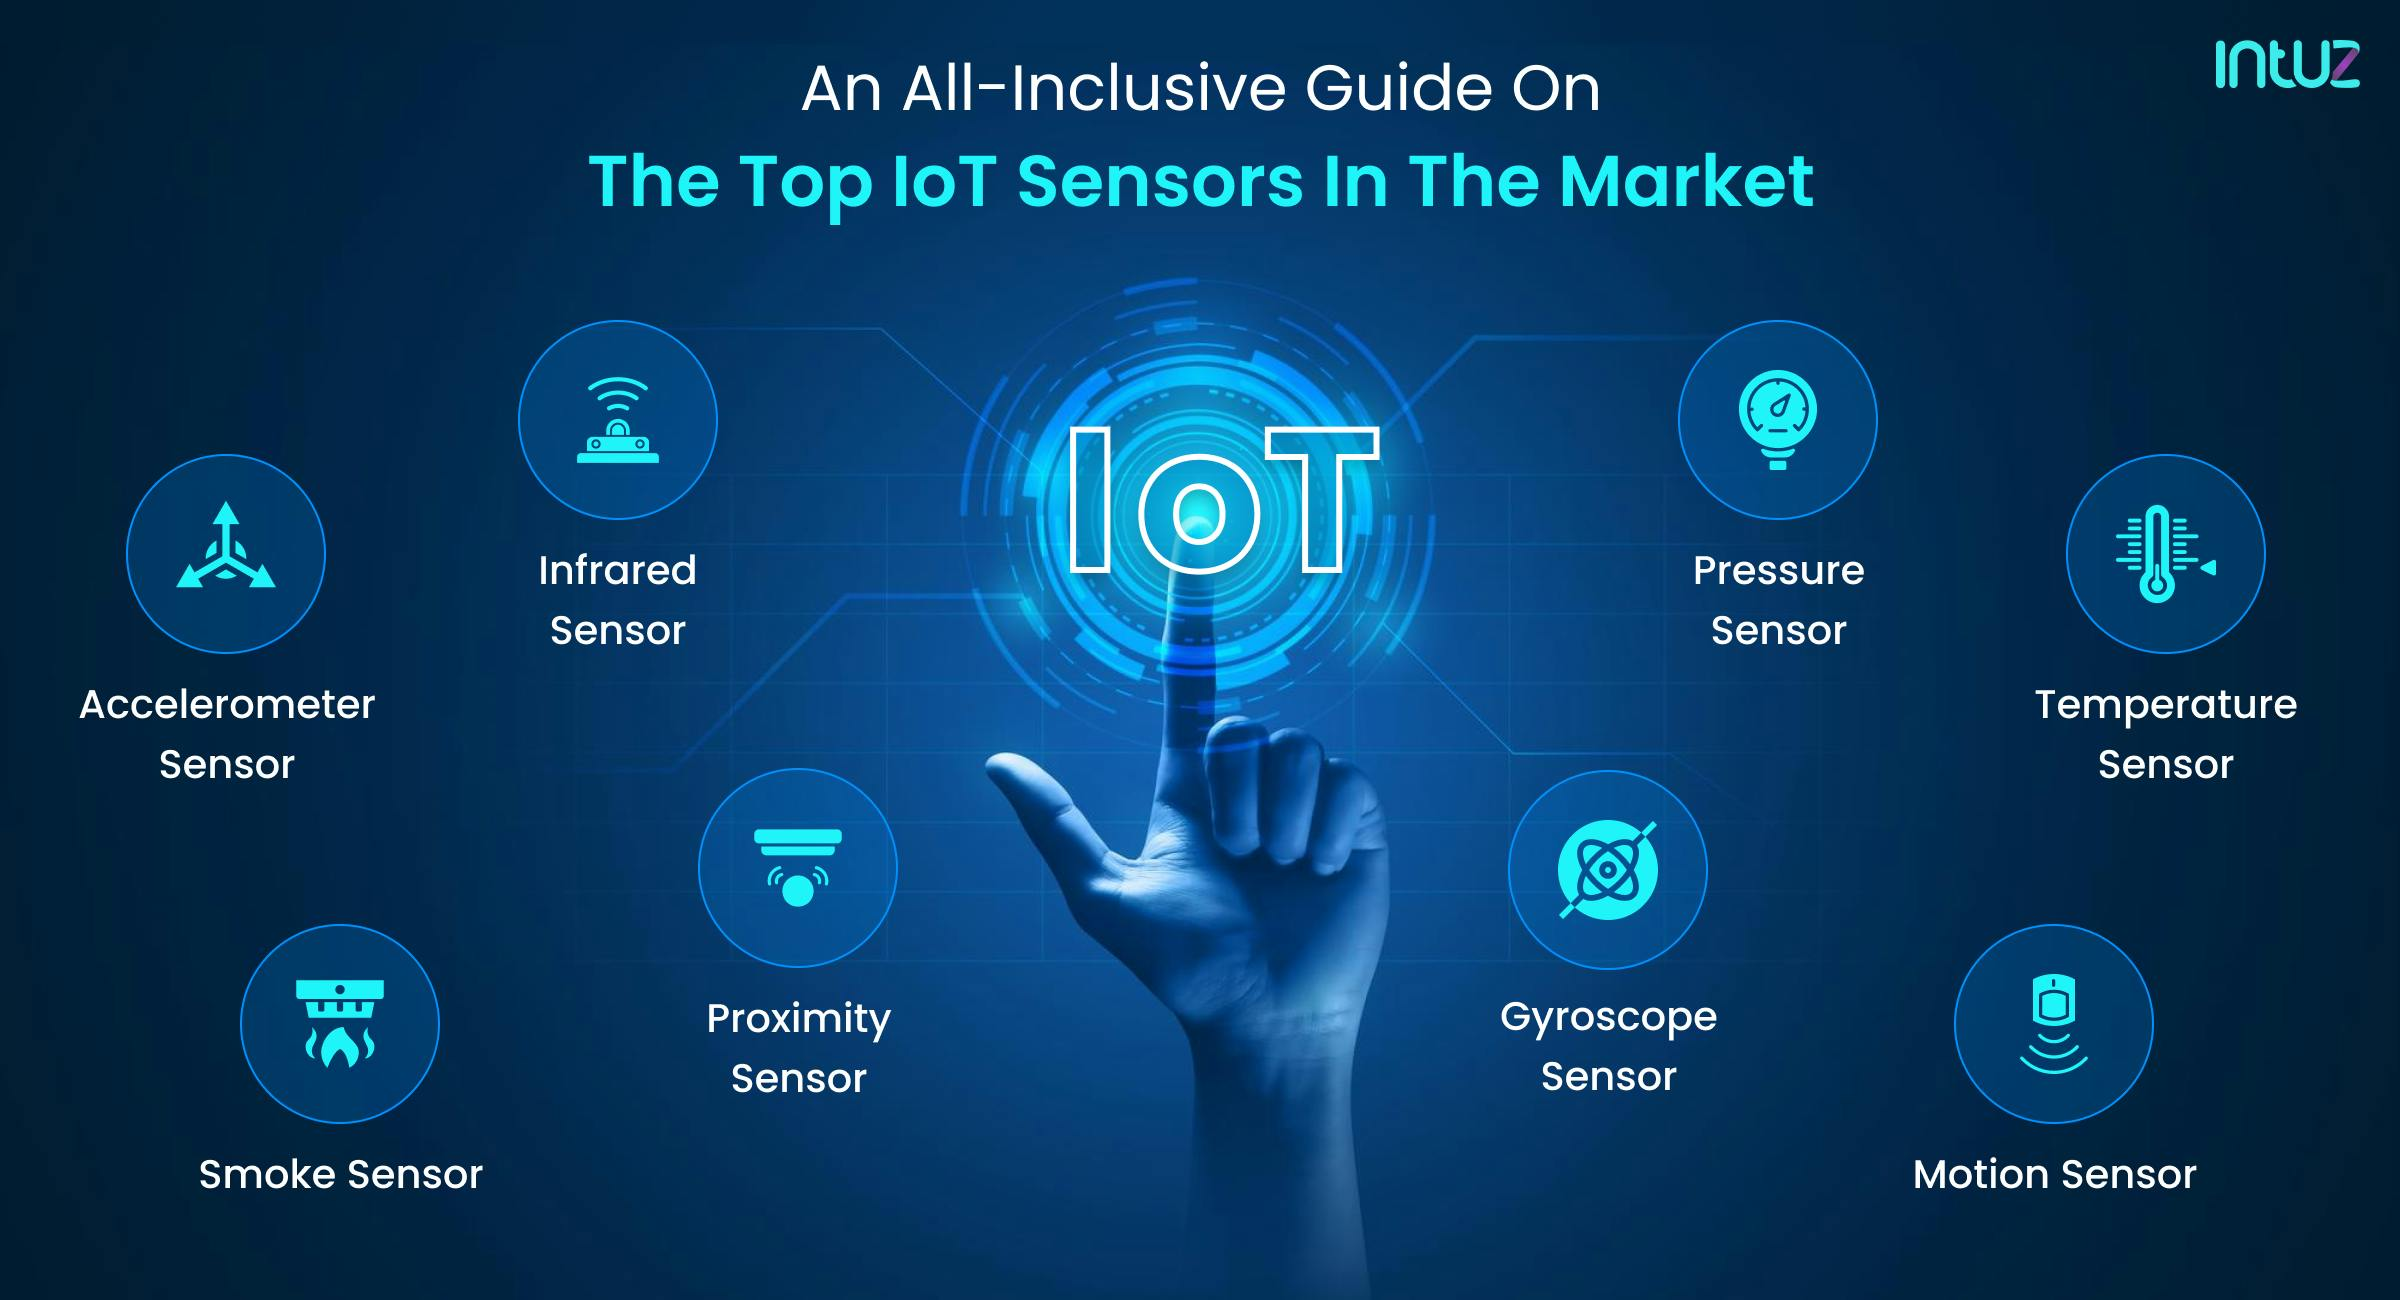 An All-Inclusive Guide On
The Top IoT Sensors In The Market
Intuz
IoT
Infrared
Sensor
Pressure
Sensor
Accelerometer
Sensor
Temperature
Sensor
Proximity
Sensor
Gyroscope
Sensor
Smoke Sensor
Motion Sensor